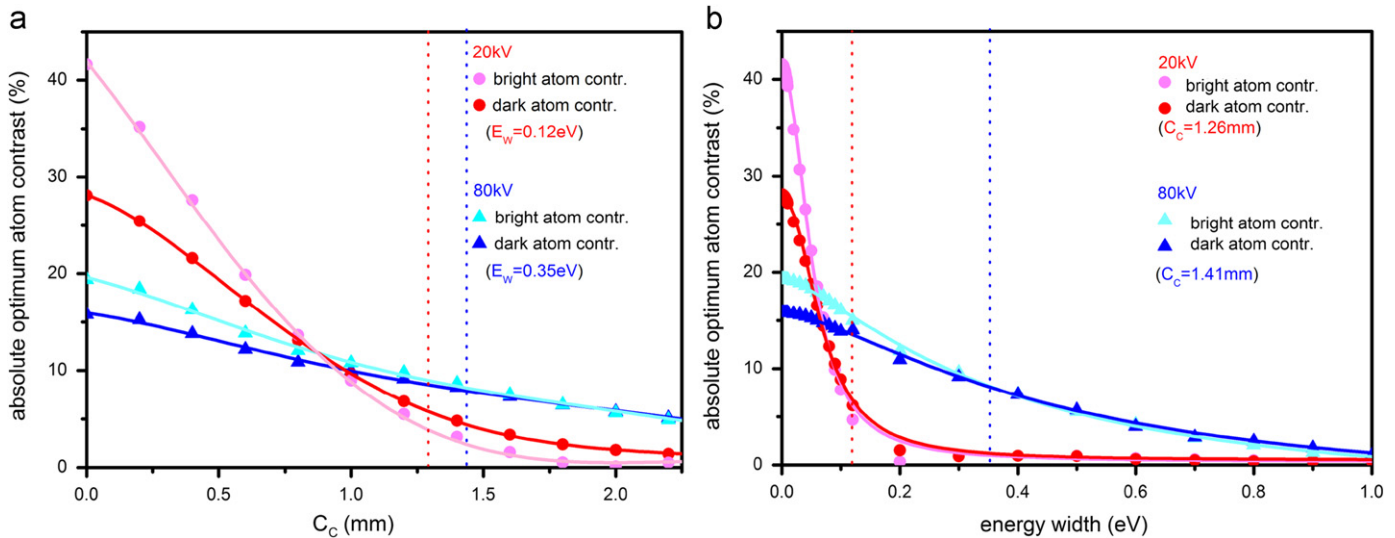 a
absolute optimum atom contrast (%)
40
30
20
10
0
0.0
0.5
1.0
1.5
2.0
C_C (mm)
20kV
bright atom contr.
dark atom contr.
(E_W=0.12eV)
80kV
bright atom contr.
dark atom contr.
(E_W=0.35eV)
b
absolute optimum atom contrast (%)
40
30
20
10
0
0.0
0.2
0.4
0.6
0.8
1.0
energy width (eV)
20kV
bright atom contr.
dark atom contr.
(C_C=1.26mm)
80kV
bright atom contr.
dark atom contr.
(C_C=1.41mm)